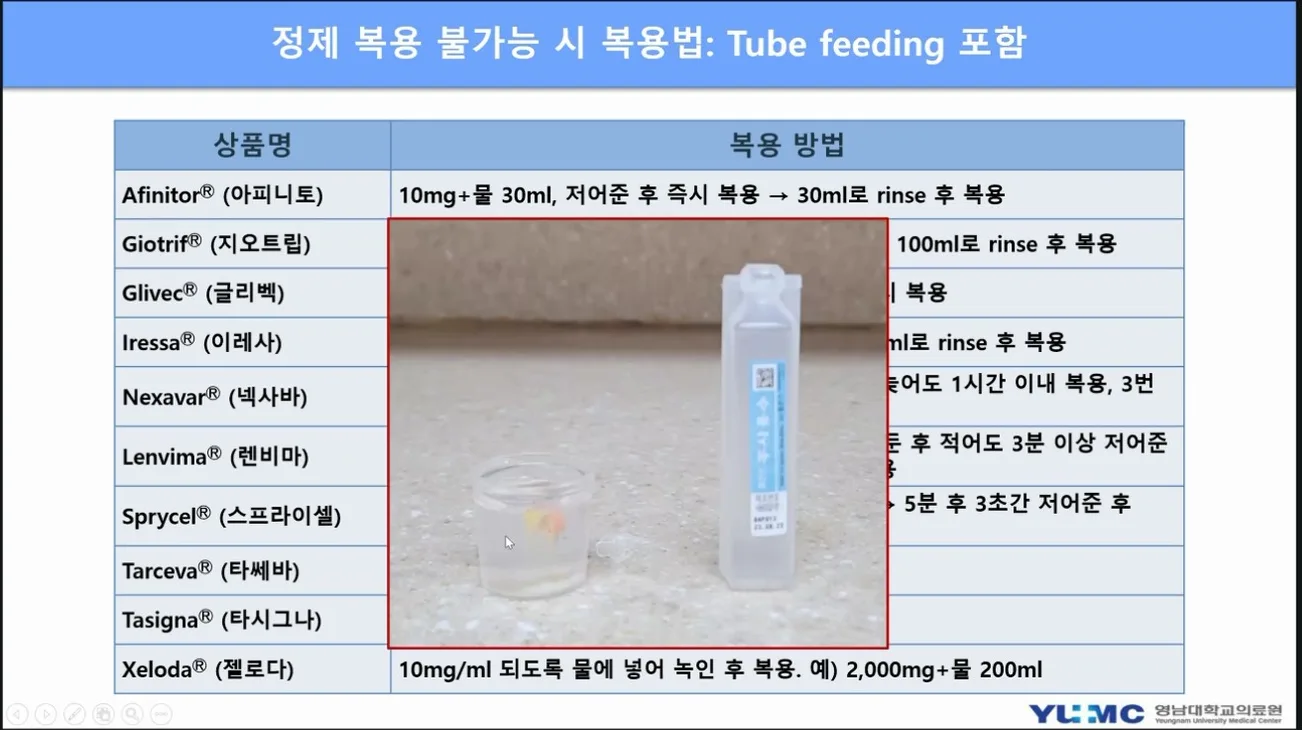 정제 복용 불가능 시 복용법: Tube feeding 포함
상품명 복용 방법
Afinitor® (아피니토) 10mg+물 30ml, 저어준 후 즉시 복용 → 30ml로 rinse 후 복용
Giotrif® (지오트립) 100ml로 rinse 후 복용
Glivec® (글리벡) 복용
Iressa® (이레사) ml로 rinse 후 복용
Nexavar® (넥사바) 늦어도 1시간 이내 복용, 3번
Lenvima® (렌비마) 둔 후 적어도 3분 이상 저어준
Sprycel® (스프라이셀) → 5분 후 3초간 저어준 후
Tarceva® (타쎄바)
Tasigna® (타시그나)
Xeloda® (젤로다) 10mg/ml 되도록 물에 넣어 녹인 후 복용. 예) 2,000mg+물 200ml
YUMC 영남대학교의료원
Yeungnam University Medical Center